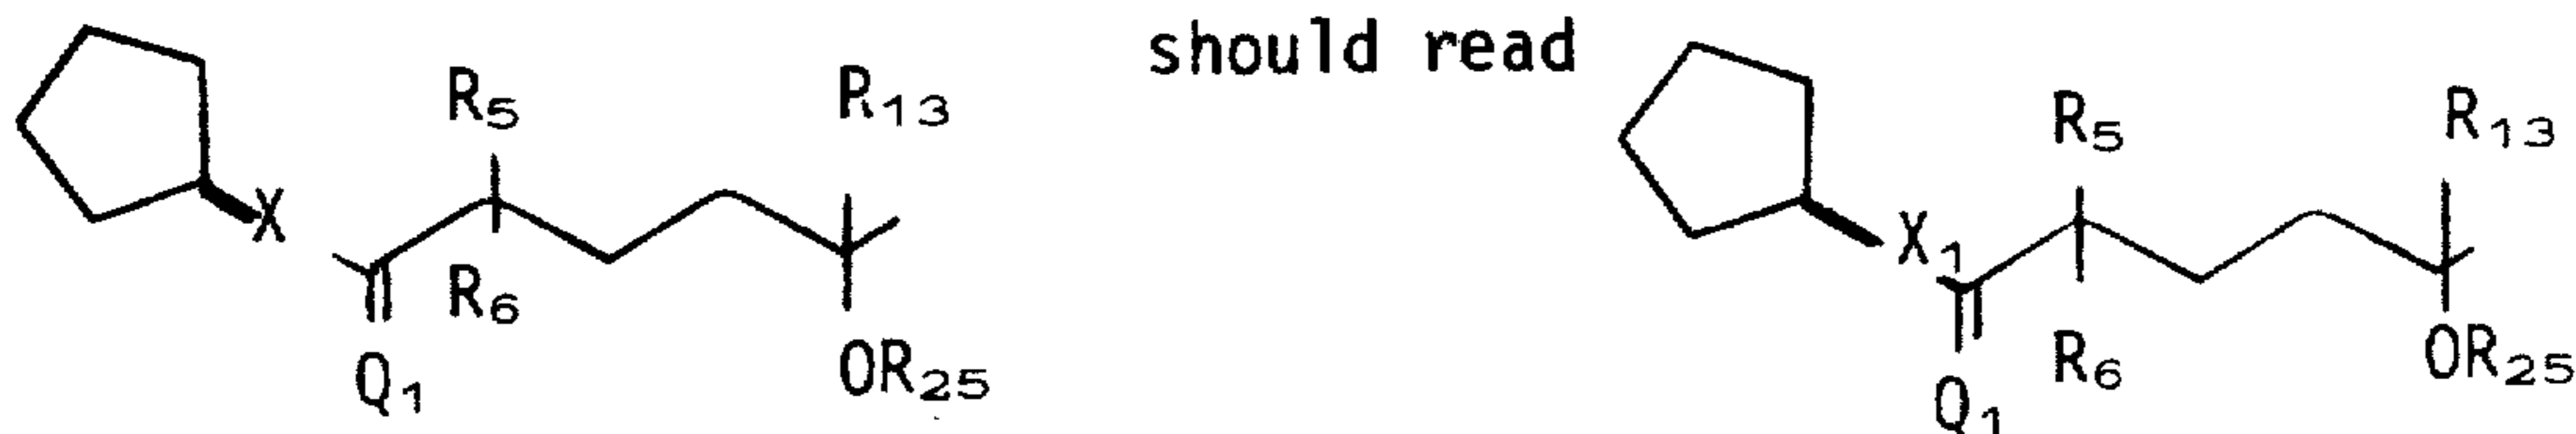 should read
R₅ R₁₃
X
R₆
Q₁ OR₂₅
R₅ R₁₃
X₁
R₆ OR₂₅
Q₁